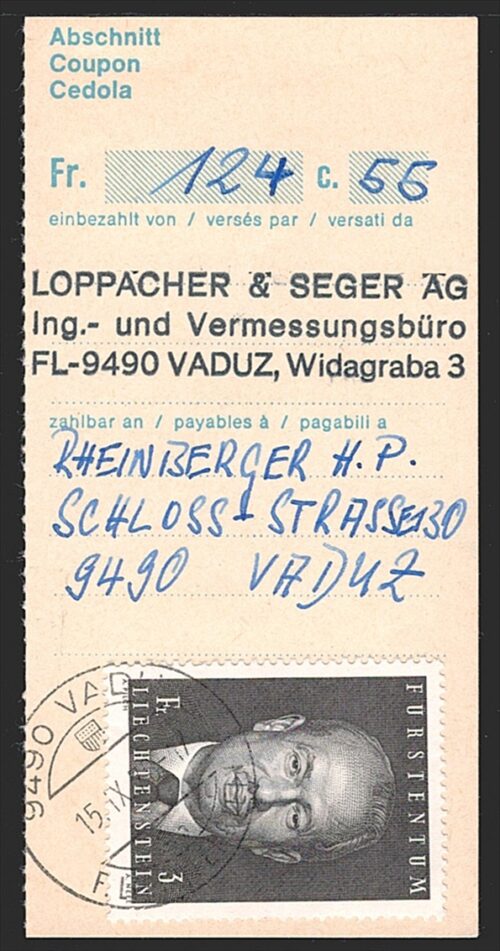 Abschnitt
Coupon
Cedola
Fr. 124 c. 55
einbezahlt von / versés par / versati da
LOPPACHER & SEGER AG
Ing.- und Vermessungsbüro
FL-9490 VADUZ, Widagraba 3
zahlbar an / payables à / pagabili a
RHEINBERGER H.P.
SCHLOSS-STRASSE 130
9490 VADUZ
FURSTENTUM
LIECHTENSTEIN
Fr. 3
9490 VADUZ
15. IX
F.L.